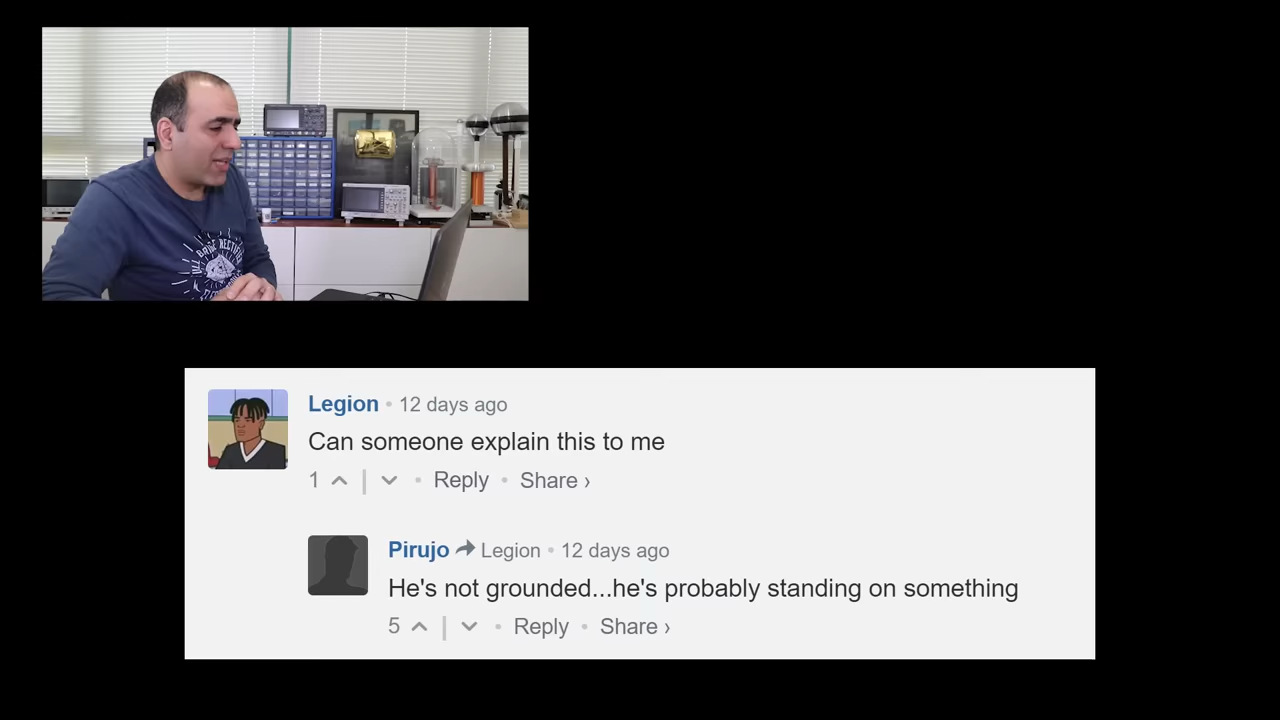 Legion • 12 days ago
Can someone explain this to me
1 | • Reply • Share ›
Pirujo Legion • 12 days ago
He's not grounded...he's probably standing on something
5 | • Reply • Share ›